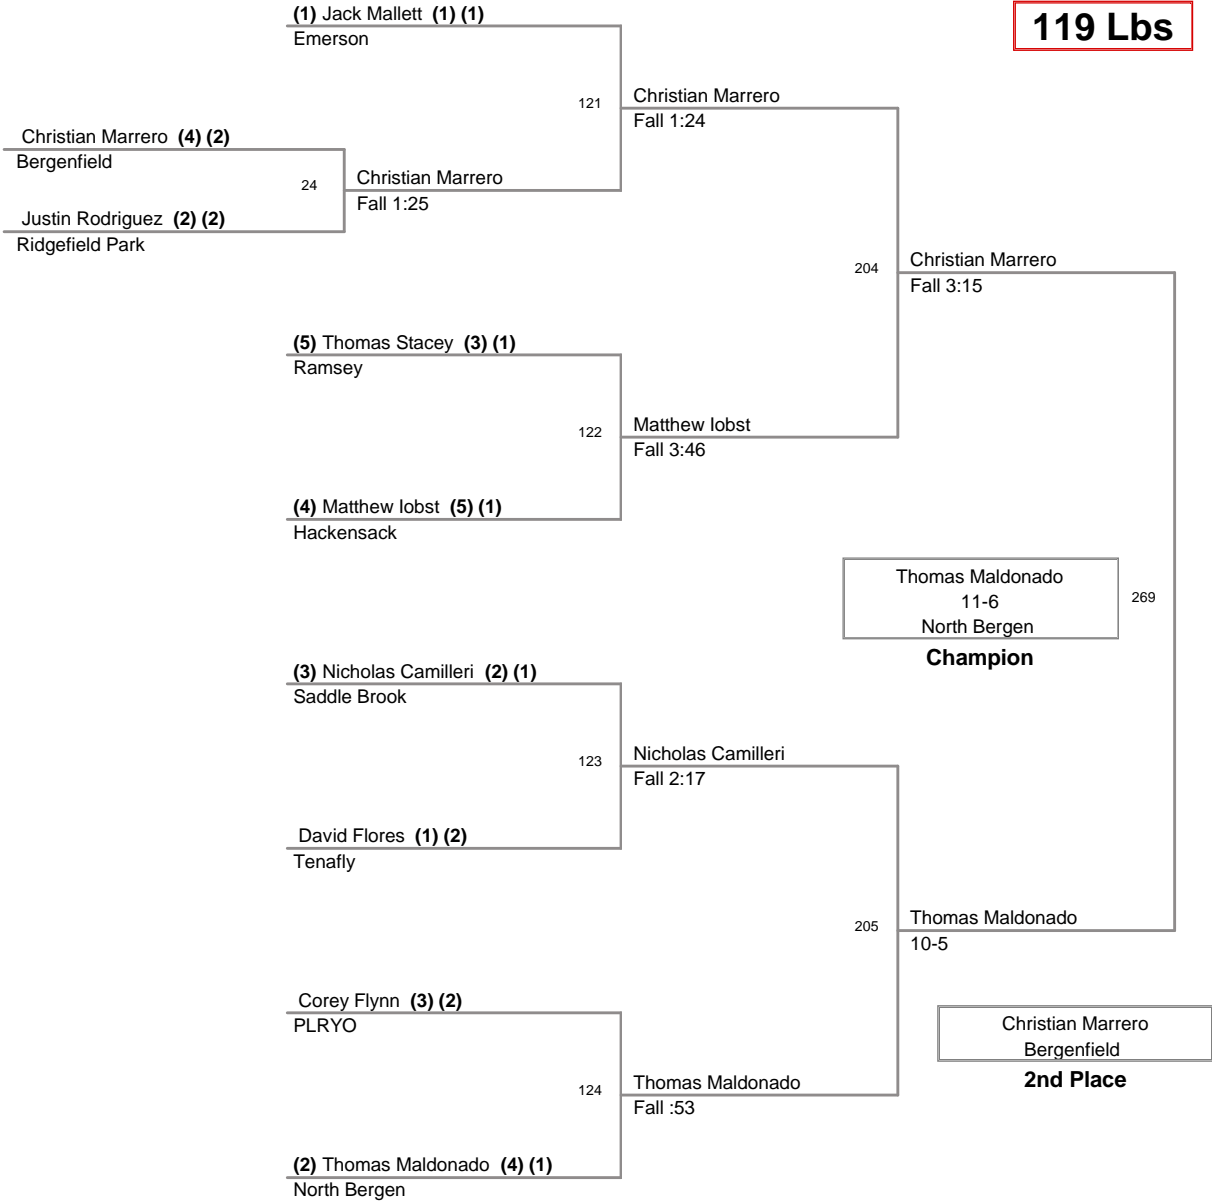 (1) Jack Mallett (1) (1)
Emerson
119 Lbs
121
Christian Marrero
Fall 1:24
Christian Marrero (4) (2)
Bergenfield
24
Christian Marrero
Fall 1:25
Justin Rodriguez (2) (2)
Ridgefield Park
204
Christian Marrero
Fall 3:15
(5) Thomas Stacey (3) (1)
Ramsey
122
Matthew Iobst
Fall 3:46
(4) Matthew Iobst (5) (1)
Hackensack
Thomas Maldonado
11-6
North Bergen
Champion
269
(3) Nicholas Camilleri (2) (1)
Saddle Brook
123
Nicholas Camilleri
Fall 2:17
David Flores (1) (2)
Tenafly
205
Thomas Maldonado
10-5
Corey Flynn (3) (2)
PLRYO
Christian Marrero
Bergenfield
2nd Place
124
Thomas Maldonado
Fall :53
(2) Thomas Maldonado (4) (1)
North Bergen